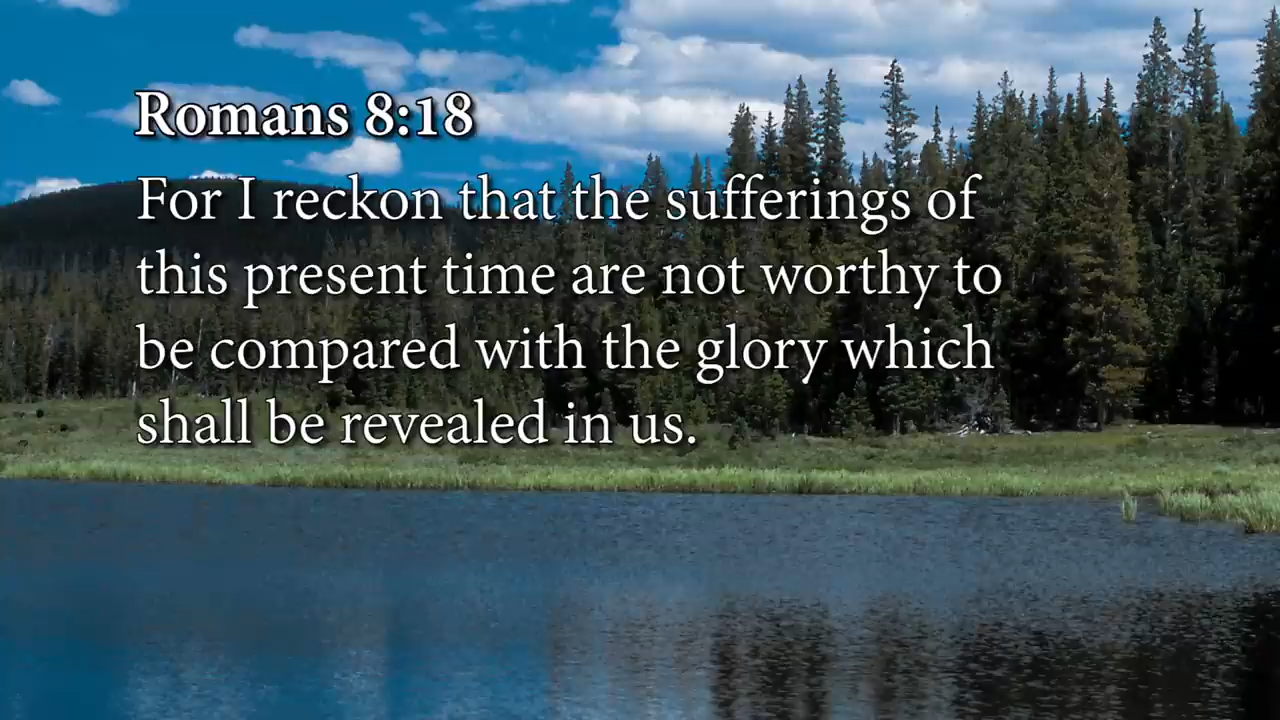 Romans 8:18
For I reckon that the sufferings of
this present time are not worthy to
be compared with the glory which
shall be revealed in us.